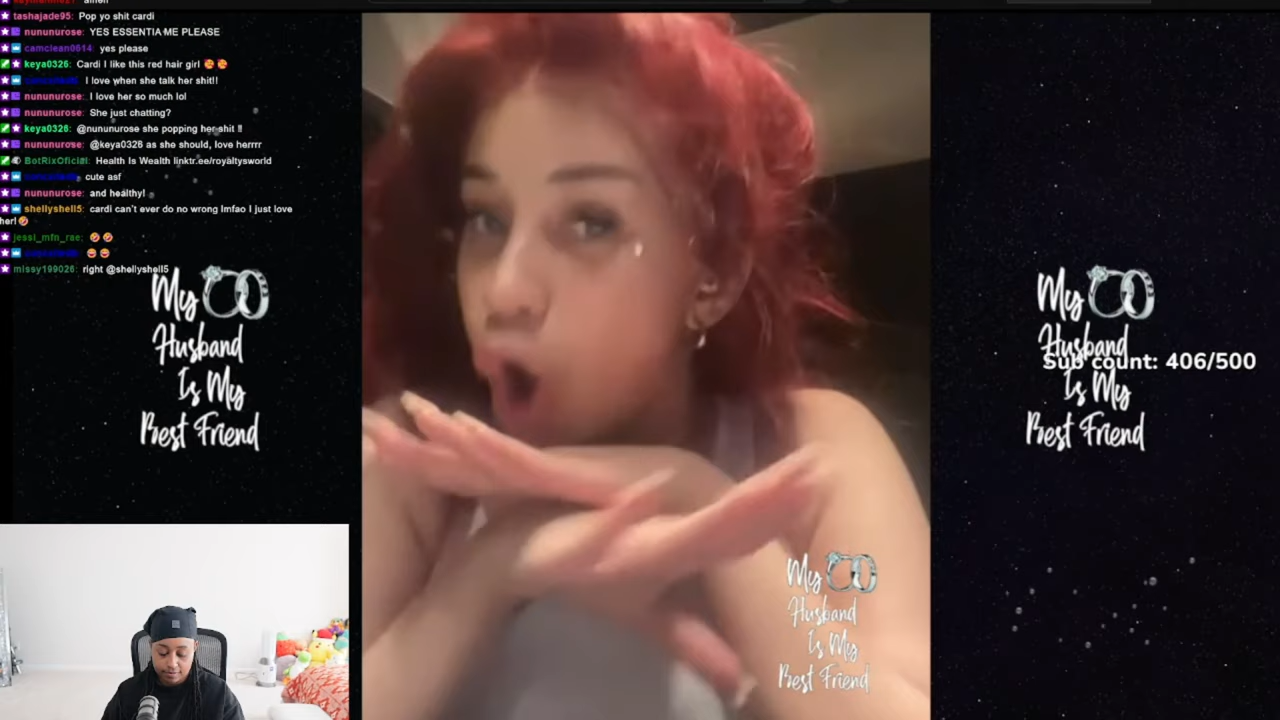 tashajade95: Pop yo shit cardi
nununurose: YES ESSENTIA ME PLEASE
camclean0614: yes please
keya0326: Cardi I like this red hair girl 🥰 🥰
I love when she talk her shit!!
nununurose: I love her so much lol
nununurose: She just chatting?
keya0326: @nununurose she popping her shit ‼
nununurose: @keya0326 as she should, love herrrr
BotRixOficial: Health Is Wealth linktr.ee/royaltysworld
cute asf
nununurose: and healthy!
shellyshell5: cardi can't ever do no wrong lmfao I just love
her! 🤣
jessi_mfn_rae: 🤣 🤣
missy199026: right @shellyshell5
My
Husband
Is My
Best Friend
My
Husband
Is My
Best Friend
Sub count: 406/500
My
Husband
Is My
Best Friend